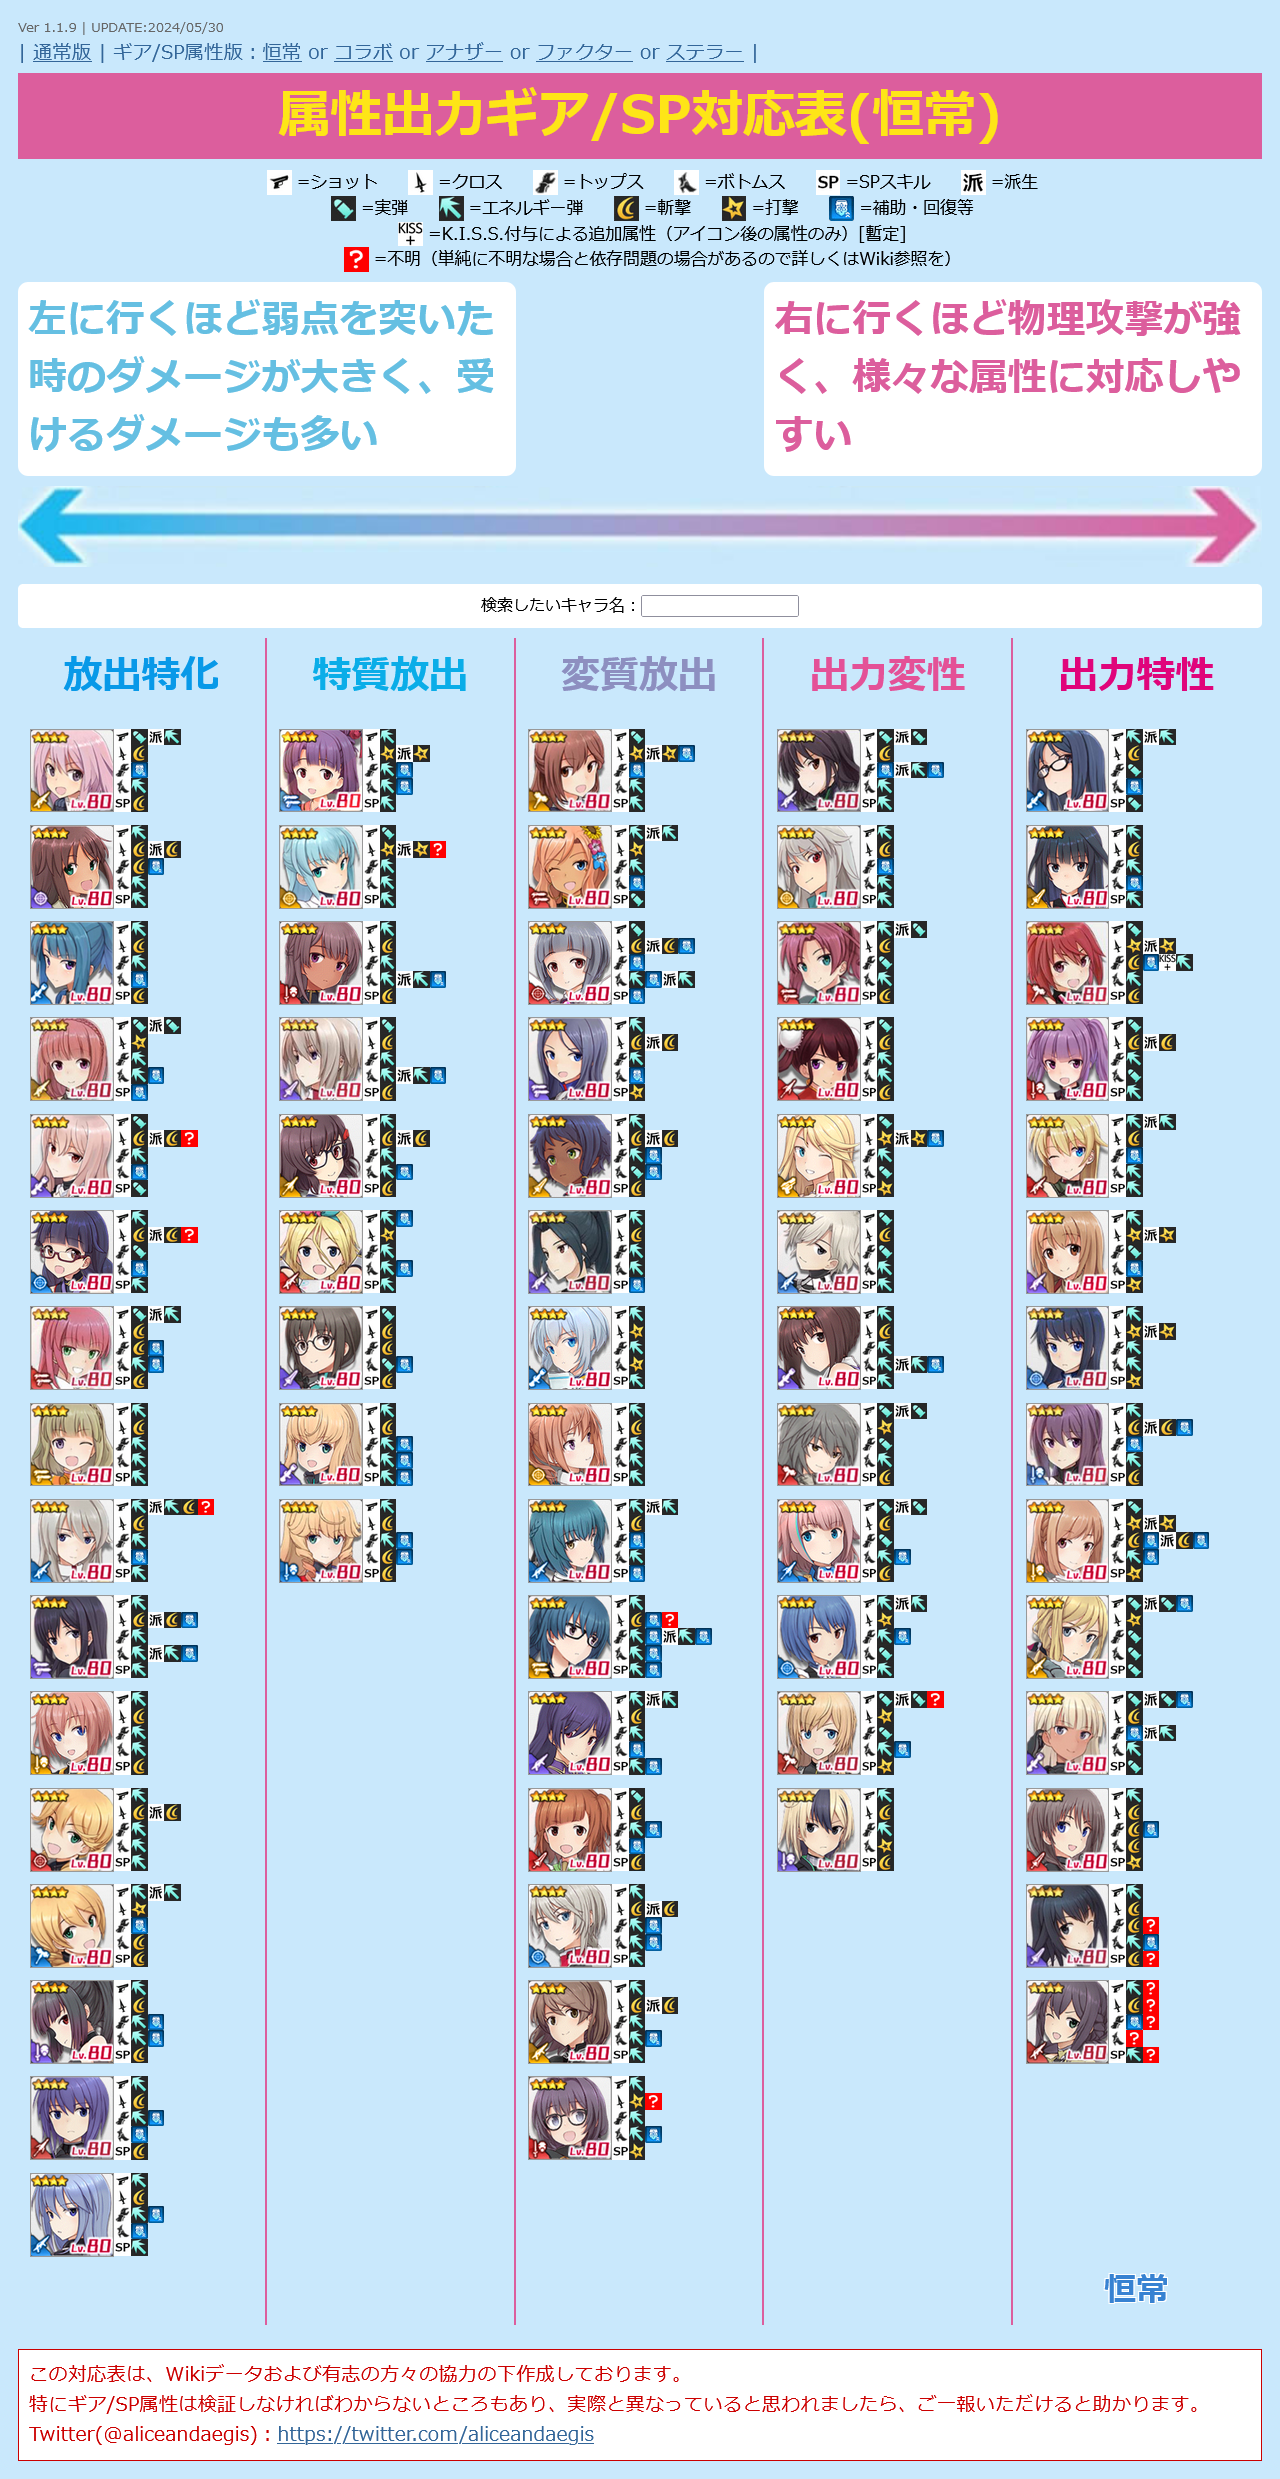 Ver 1.1.9 | UPDATE:2024/05/30
| 通常版 | ギア/SP属性版：恒常 or コラボ or アナザー or ファクター or ステラー |
属性出力ギア/SP対応表(恒常)
=ショット =クロス =トップス =ボトムス SP =SPスキル 派 =派生
=実弾 =エネルギー弾 =斬撃 =打撃 =補助・回復等
KISS + =K.I.S.S.付与による追加属性（アイコン後の属性のみ）[暫定]
? =不明（単純に不明な場合と依存問題の場合があるので詳しくはWiki参照を）
左に行くほど弱点を突いた
時のダメージが大きく、受
けるダメージも多い
右に行くほど物理攻撃が強
く、様々な属性に対応しや
すい
検索したいキャラ名：
放出特化 特質放出 変質放出 出力変性 出力特性
恒常
この対応表は、Wikiデータおよび有志の方々の協力の下作成しております。
特にギア/SP属性は検証しなければわからないところもあり、実際と異なっていると思われましたら、ご一報いただけると助かります。
Twitter(@aliceandaegis)：https://twitter.com/aliceandaegis